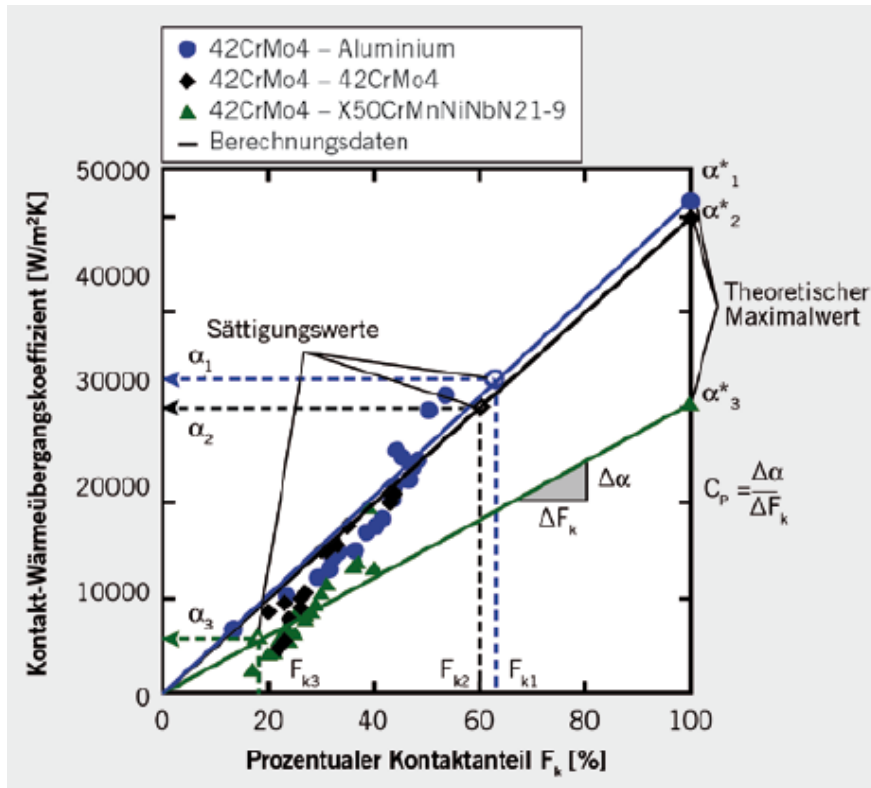 42CrMo4 – Aluminium
42CrMo4 – 42CrMo4
42CrMo4 – X50CrMnNiNbN21-9
Berechnungsdaten
Kontakt-Wärmeübergangskoeffizient [W/m²K]
50000
40000
30000
20000
10000
0
Sättigungswerte
α₁
α₂
α₃
α*₁
α*₂
Theoretischer
Maximalwert
α*₃
Δα
ΔFₖ
Cₚ = Δα/ΔFₖ
Fₖ₃
Fₖ₂
Fₖ₁
0 20 40 60 80 100
Prozentualer Kontaktanteil Fₖ [%]